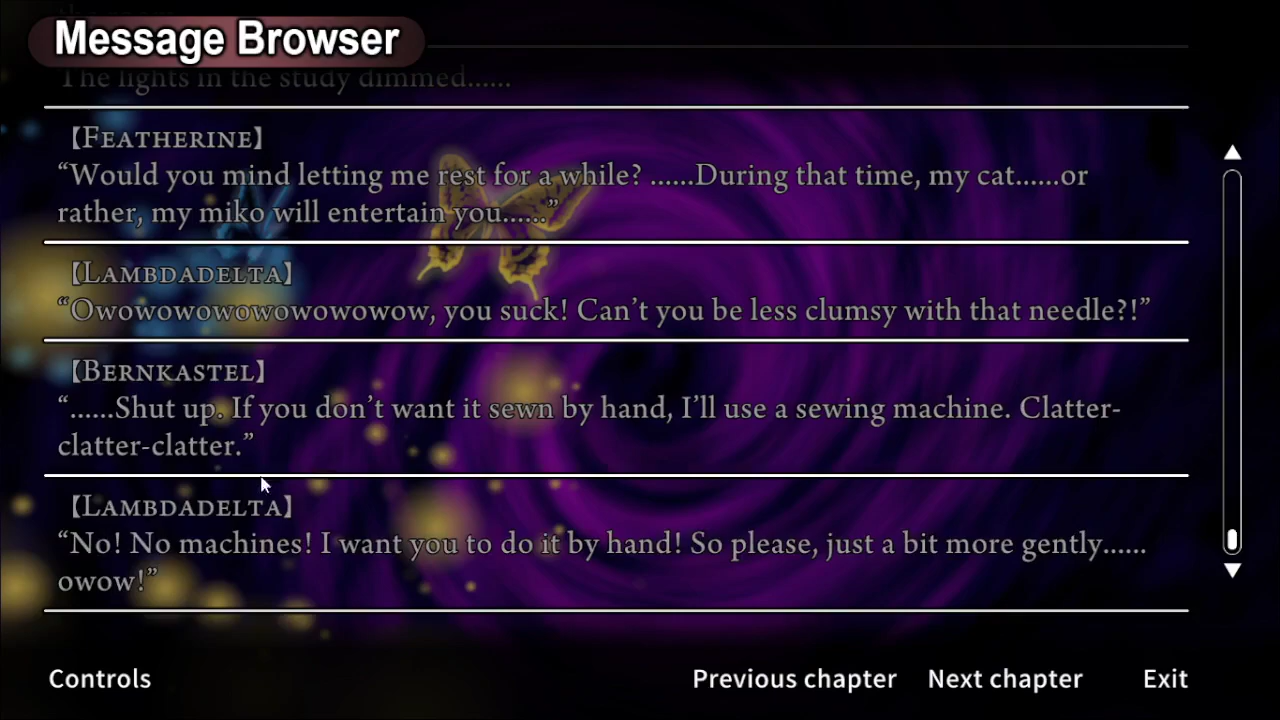 Message Browser
The lights in the study dimmed......
【Featherine】
“Would you mind letting me rest for a while? ......During that time, my cat......or
rather, my miko will entertain you......”
【Lambdadelta】
“Owowowowowowowowow, you suck! Can’t you be less clumsy with that needle?!”
【Bernkastel】
“......Shut up. If you don’t want it sewn by hand, I’ll use a sewing machine. Clatter-
clatter-clatter.”
【Lambdadelta】
“No! No machines! I want you to do it by hand! So please, just a bit more gently......
owow!”
Controls
Previous chapter
Next chapter
Exit